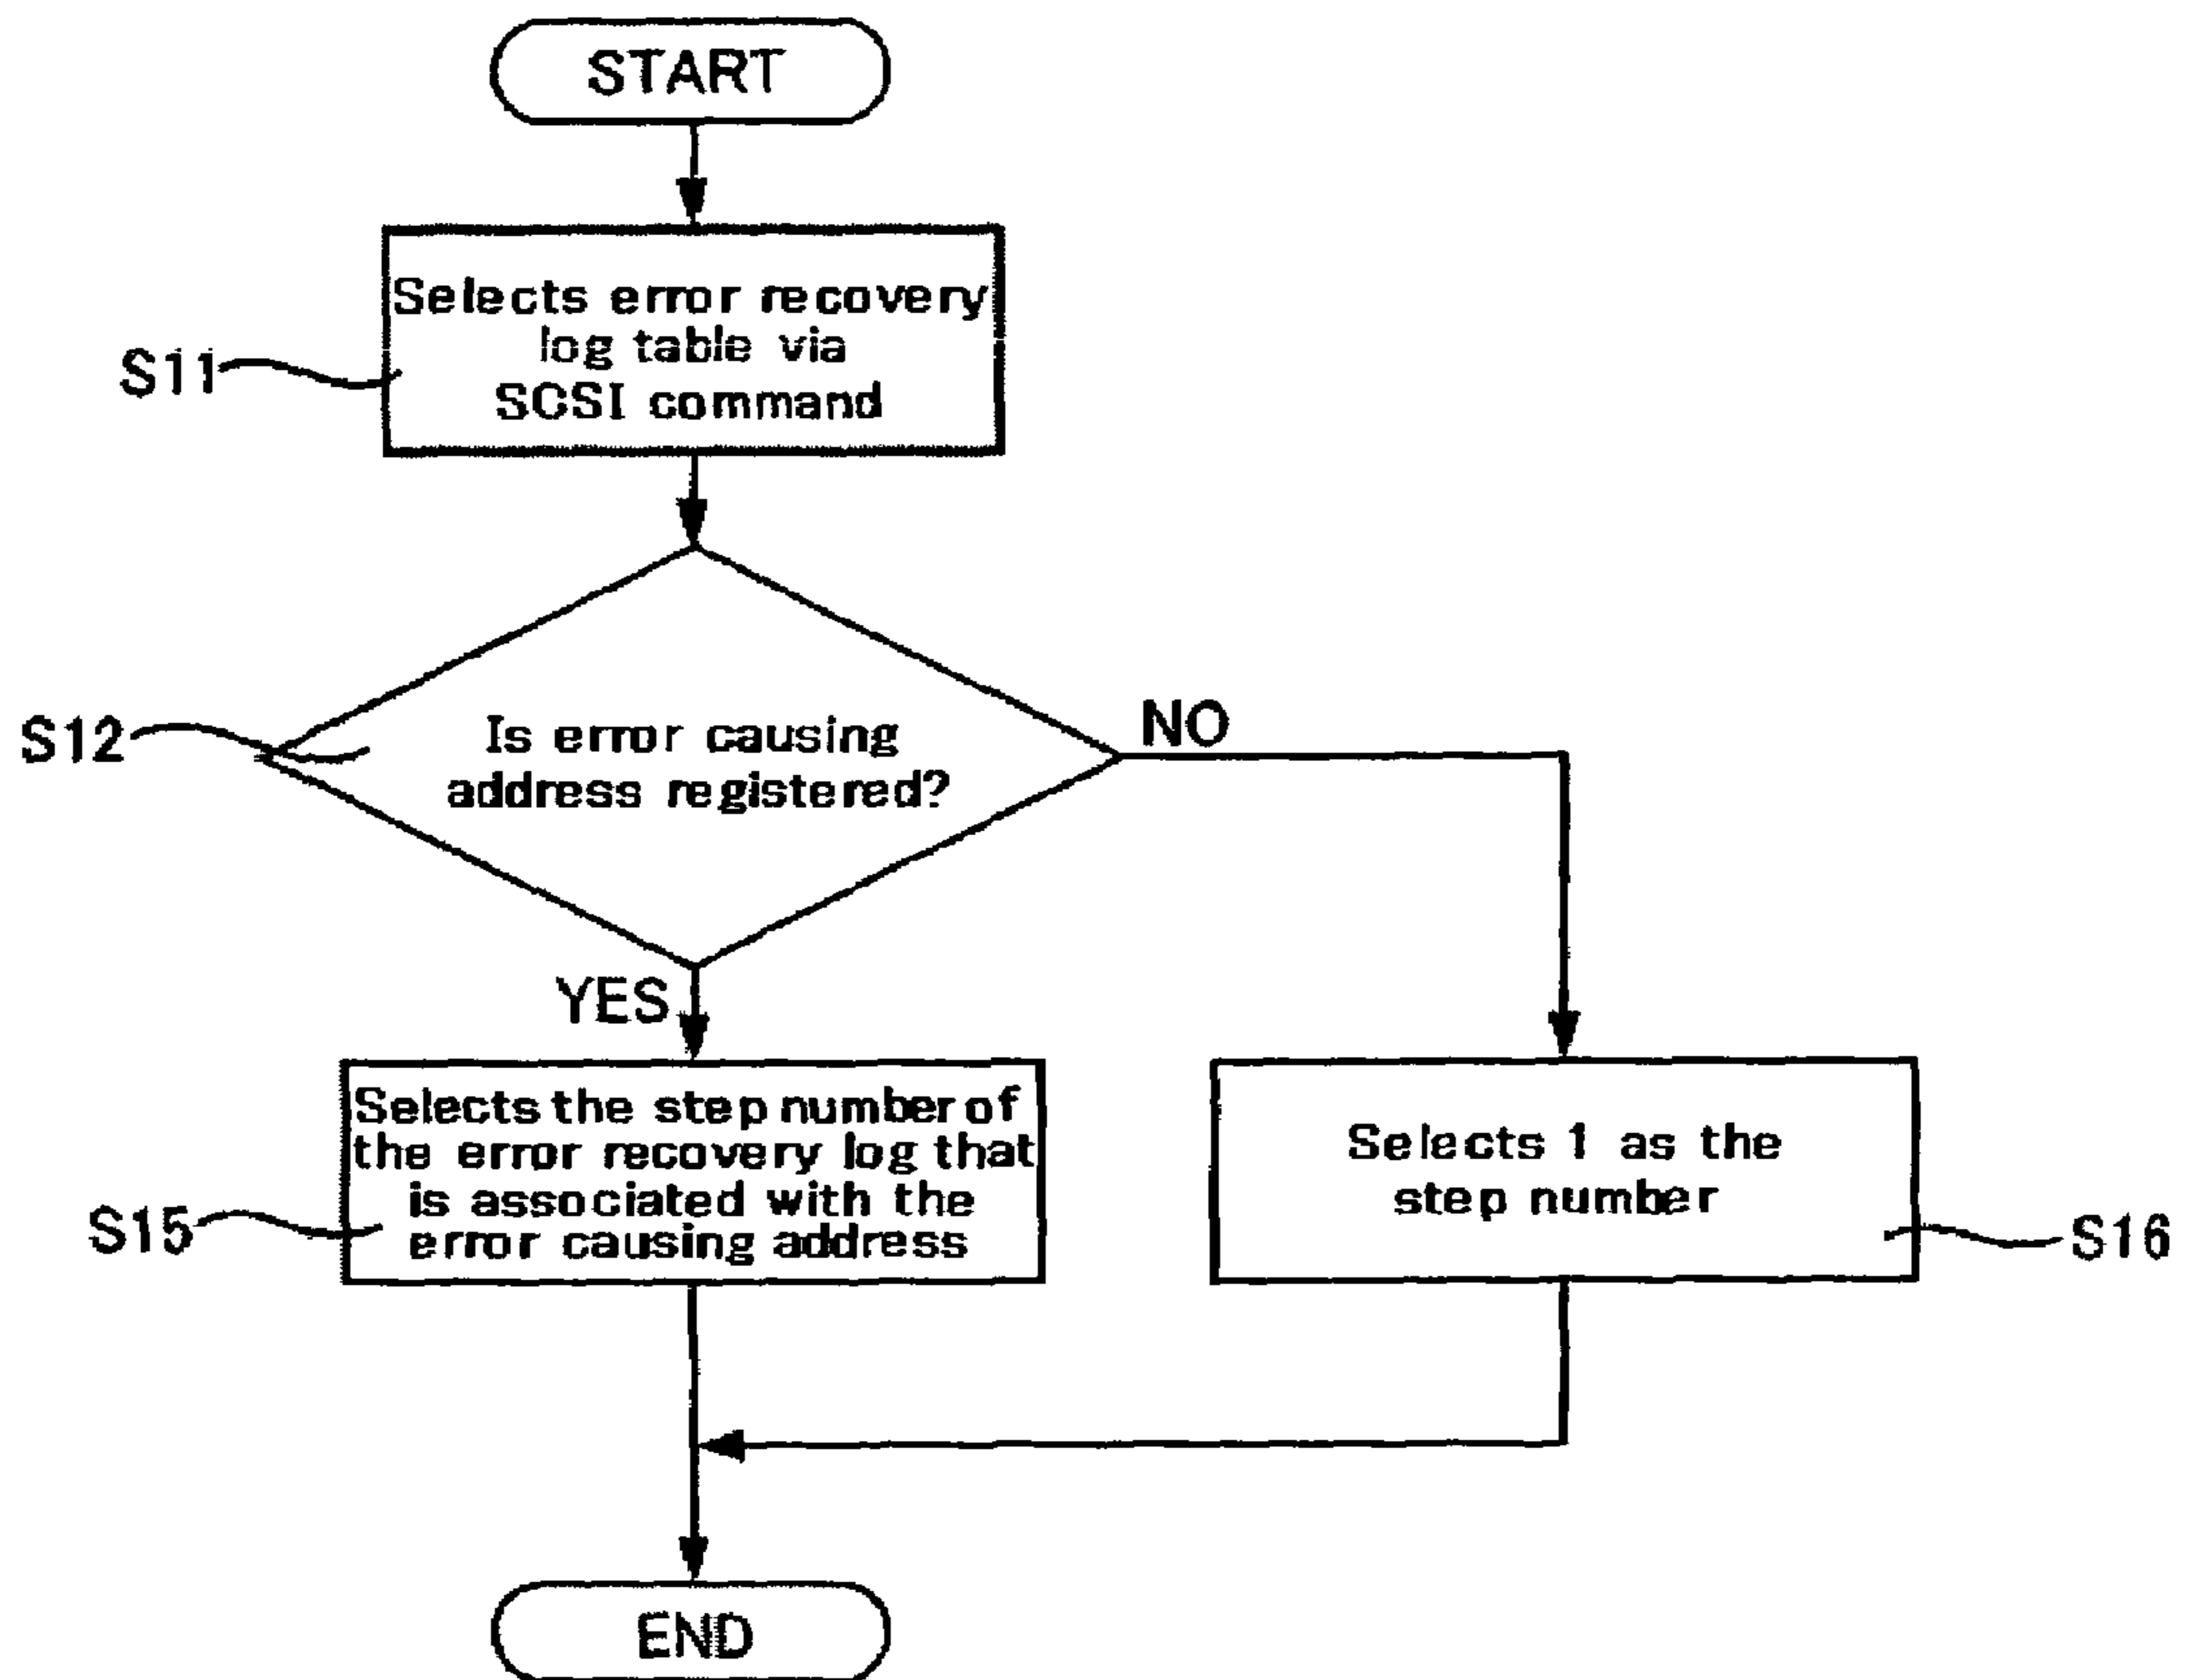 START
Selects error recovery
log table via
SCSI command
S11
Is error causing
address registered?
S12
NO
YES
Selects the step number of
the error recovery log that
is associated with the
error causing address
S15
Selects 1 as the
step number
S16
END